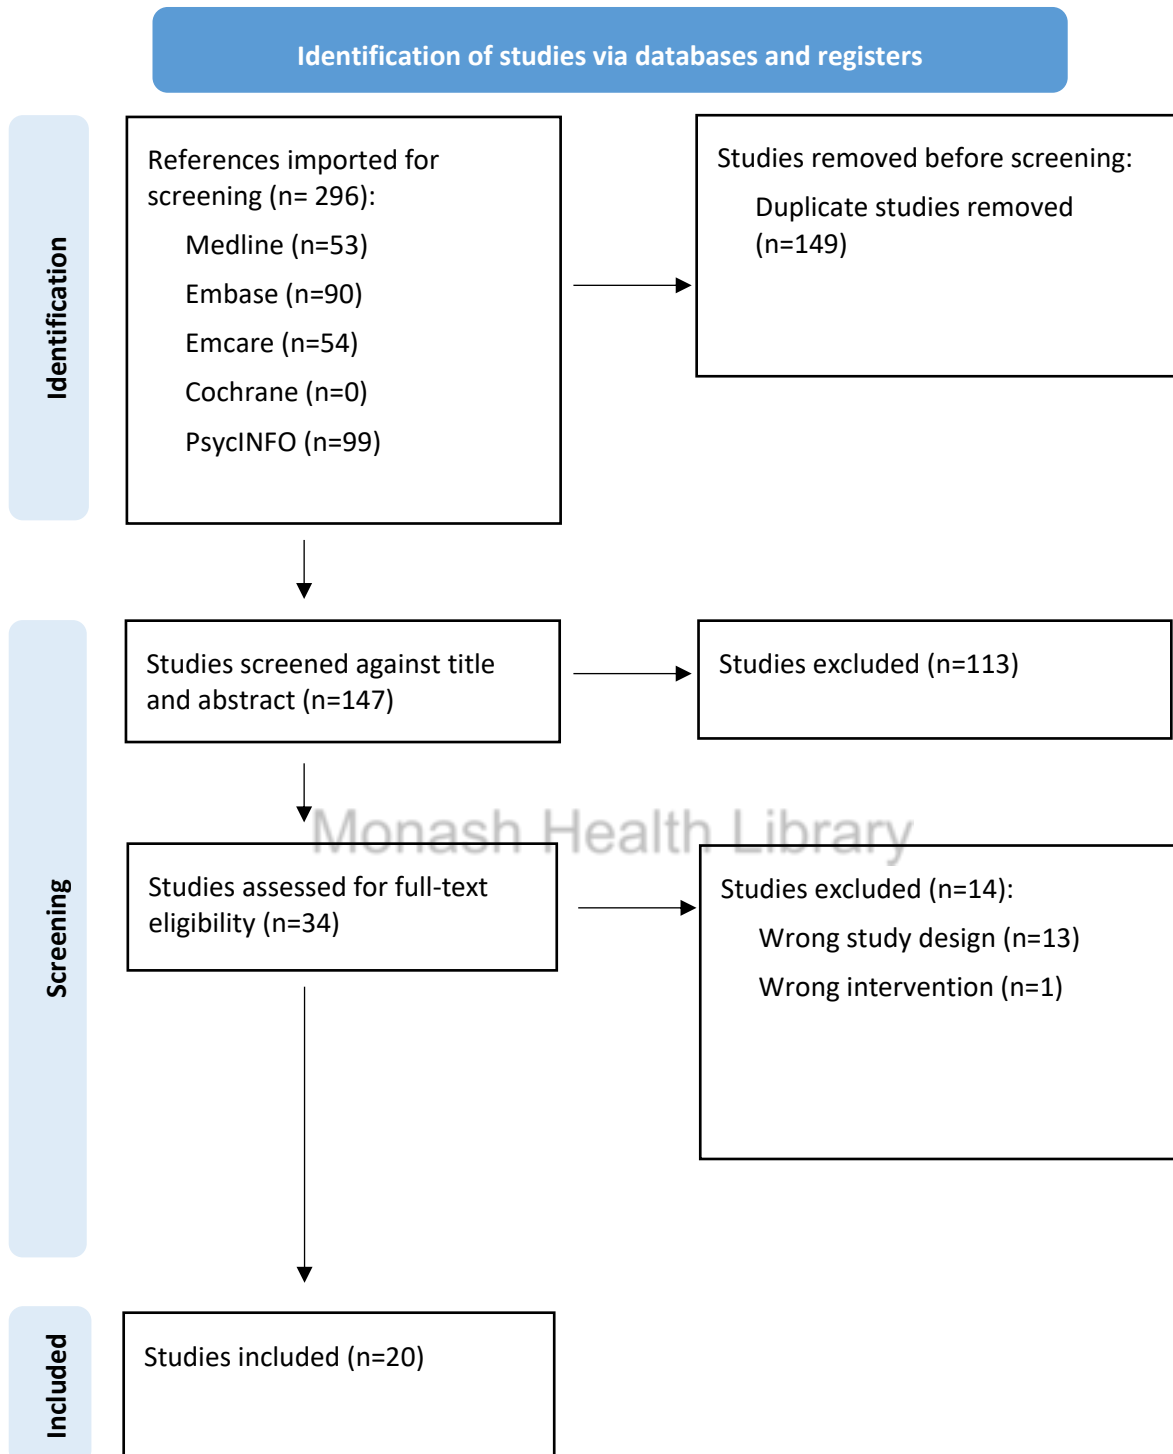 Identification of studies via databases and registers
Identification
References imported for
screening (n= 296):
Medline (n=53)
Embase (n=90)
Emcare (n=54)
Cochrane (n=0)
PsycINFO (n=99)
Studies removed before screening:
Duplicate studies removed
(n=149)
Screening
Studies screened against title
and abstract (n=147)
Studies excluded (n=113)
Monash Health Library
Studies assessed for full-text
eligibility (n=34)
Studies excluded (n=14):
Wrong study design (n=13)
Wrong intervention (n=1)
Included
Studies included (n=20)